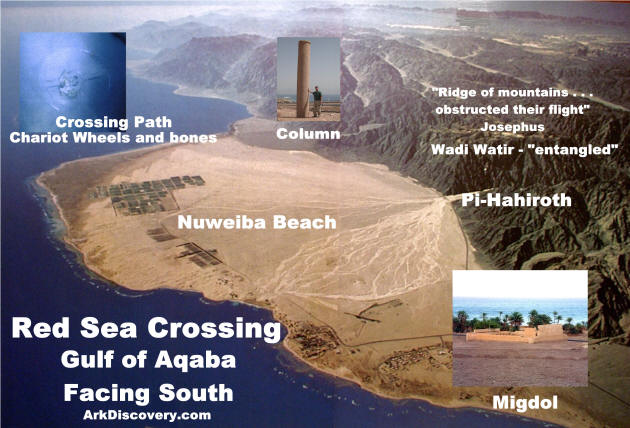 "Ridge of mountains . . .
obstructed their flight"
Josephus
Crossing Path
Chariot Wheels and bones
Column
Wadi Watir - "entangled"
Pi-Hahiroth
Nuweiba Beach
Red Sea Crossing
Gulf of Aqaba
Facing South
ArkDiscovery.com
Migdol